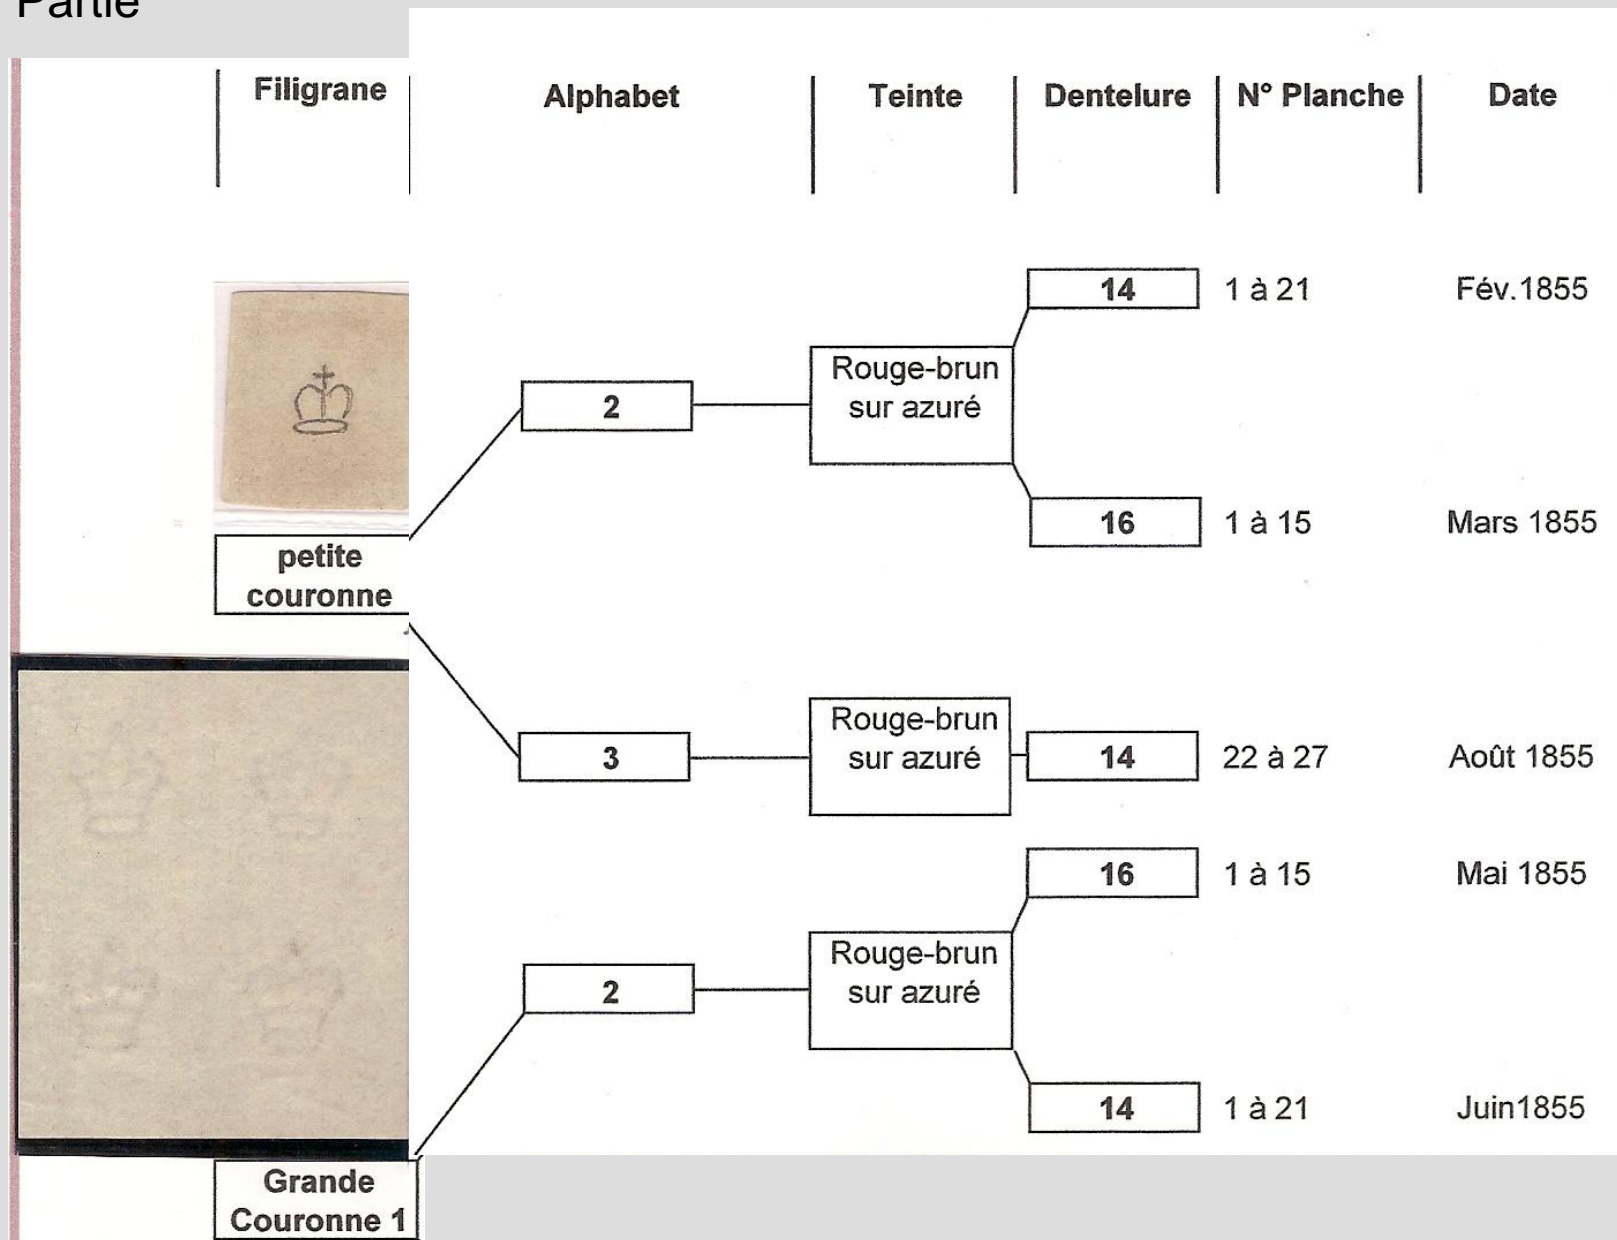 Partie
Filigrane
Alphabet
Teinte
Dentelure
N° Planche
Date
14
1 à 21
Fév.1855
Rouge-brun
sur azuré
2
16
1 à 15
Mars 1855
petite
couronne
Rouge-brun
sur azuré
3
14
22 à 27
Août 1855
16
1 à 15
Mai 1855
Rouge-brun
sur azuré
2
14
1 à 21
Juin1855
Grande
Couronne 1